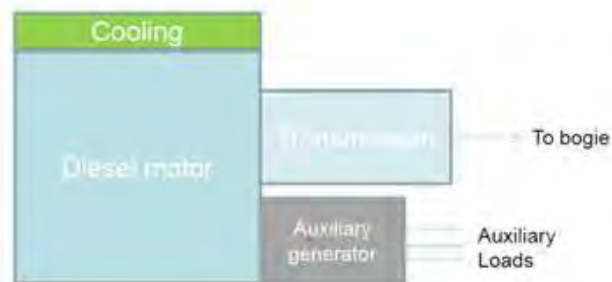 Cooling
Diesel motor
Transmission
To bogie
Auxiliary
generator
Auxiliary
Loads